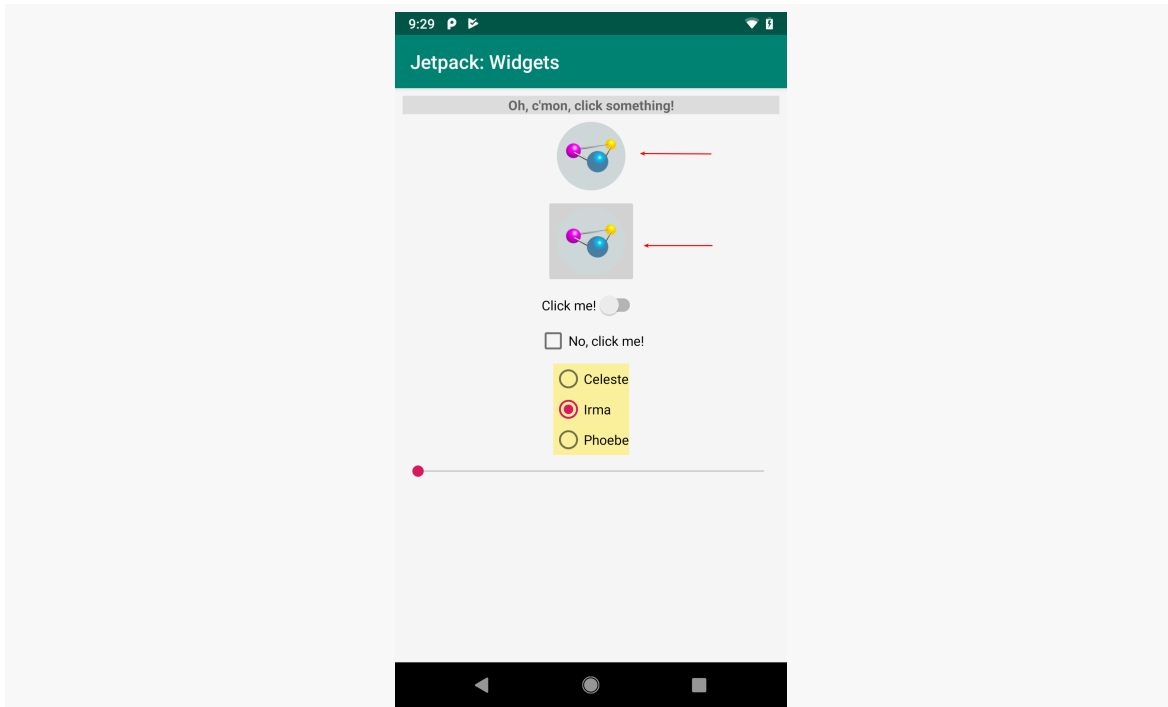 9:29
Jetpack: Widgets
Oh, c'mon, click something!
Click me!
No, click me!
Celeste
Irma
Phoebe